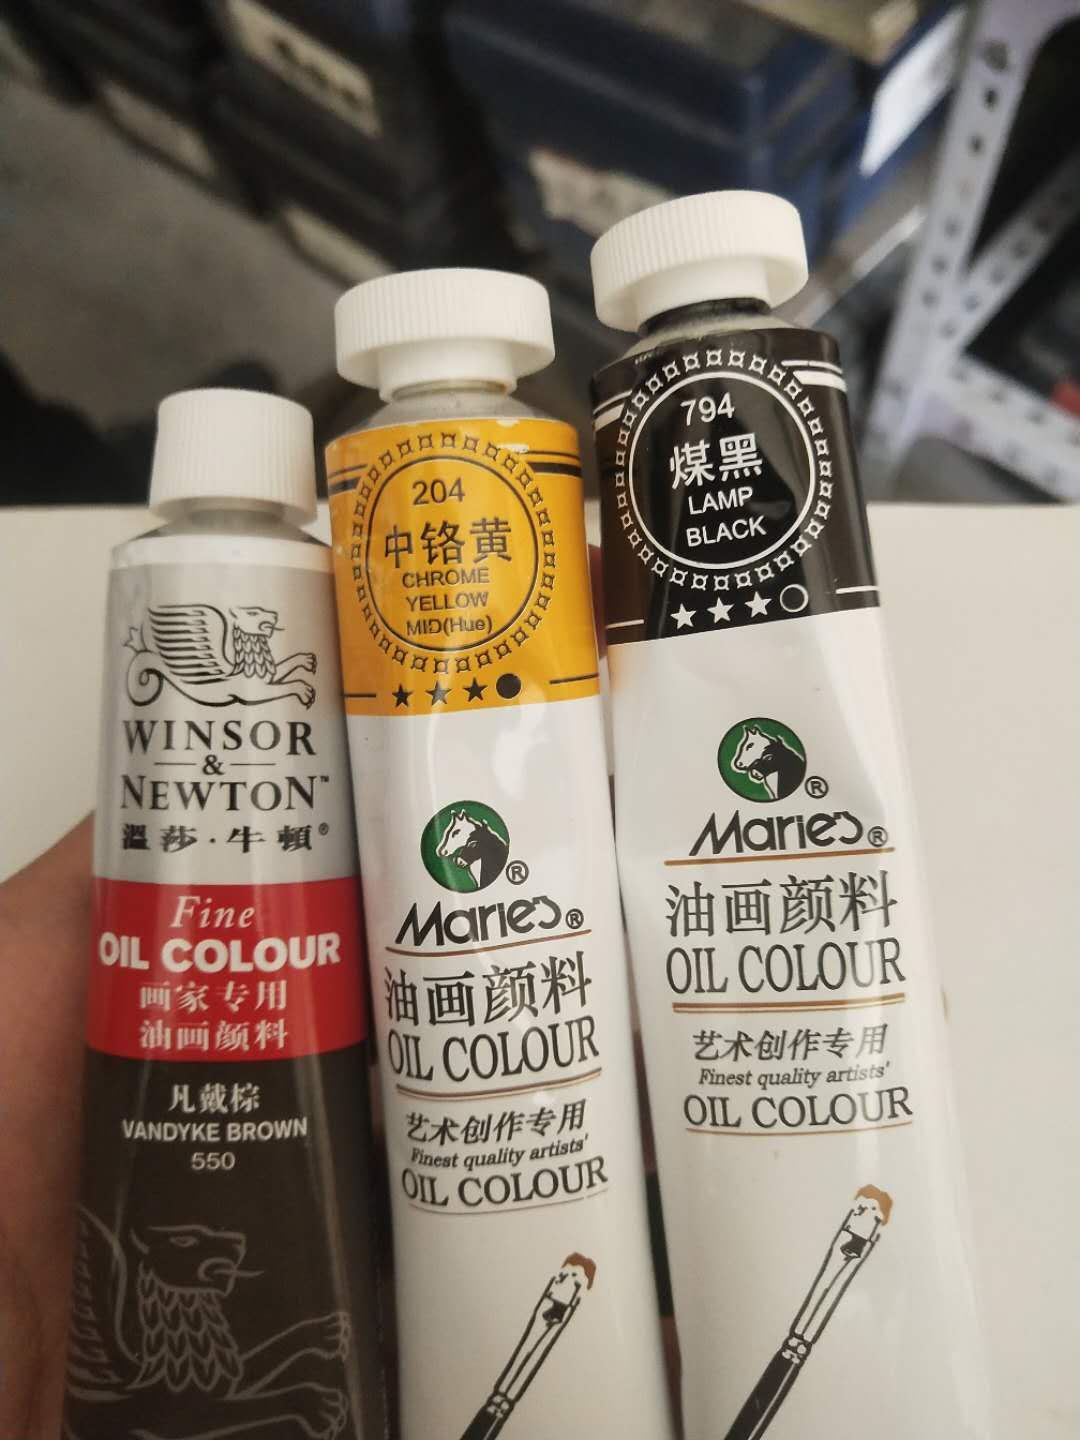 WINSOR
&
NEWTON™
溫莎·牛頓®
Fine
OIL COLOUR
画家专用
油画颜料
凡戴棕
VANDYKE BROWN
550
204
中铬黄
CHROME
YELLOW
MID(Hue)
®
Marie's®
油画颜料
OIL COLOUR
艺术创作专用
Finest quality artists'
OIL COLOUR
794
煤黑
LAMP
BLACK
®
Marie's®
油画颜料
OIL COLOUR
艺术创作专用
Finest quality artists'
OIL COLOUR